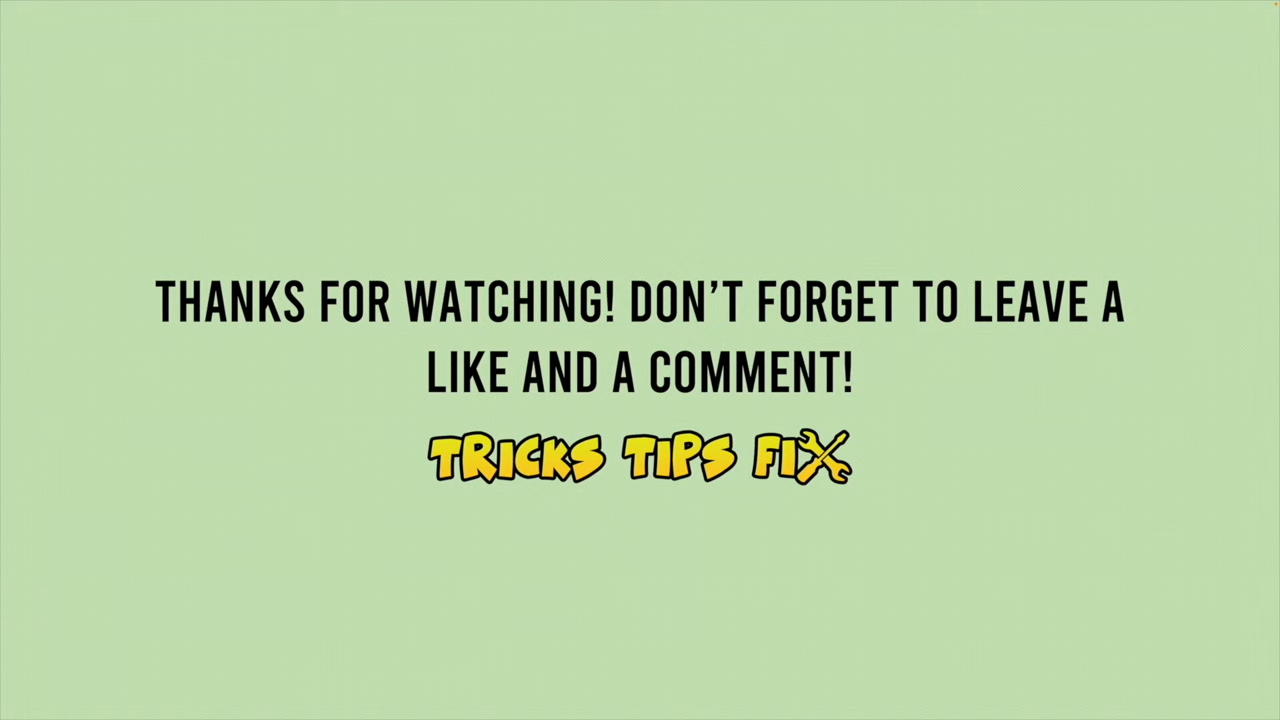 THANKS FOR WATCHING! DON’T FORGET TO LEAVE A
LIKE AND A COMMENT!
TRICKS TIPS FIX